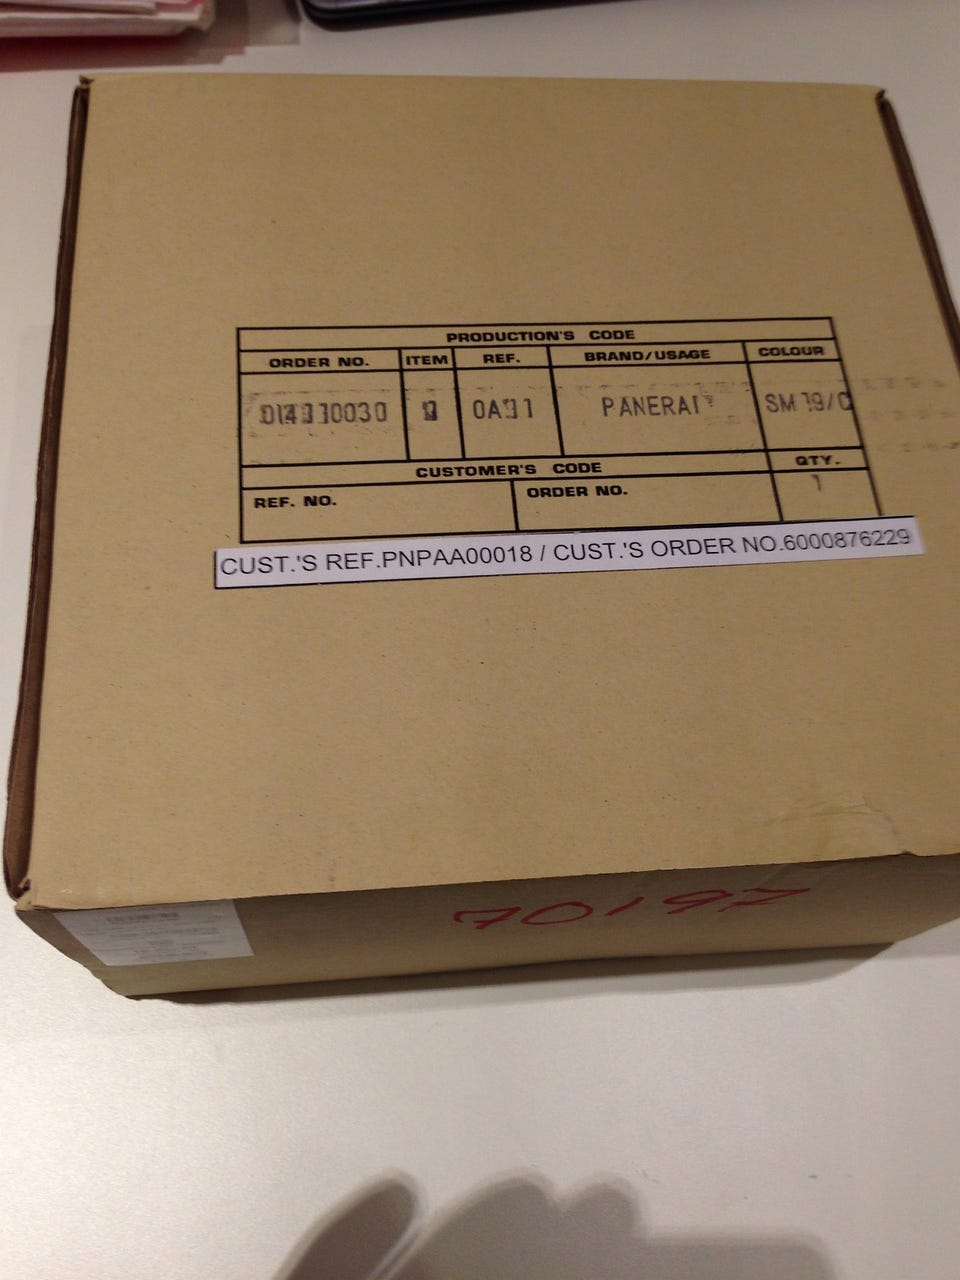 PRODUCTION'S CODE
ORDER NO. ITEM REF. BRAND/USAGE COLOUR
PANERAI
CUSTOMER'S CODE QTY.
REF. NO. ORDER NO. 1
CUST.'S REF.PNPAA00018 / CUST.'S ORDER NO.6000876229
70197